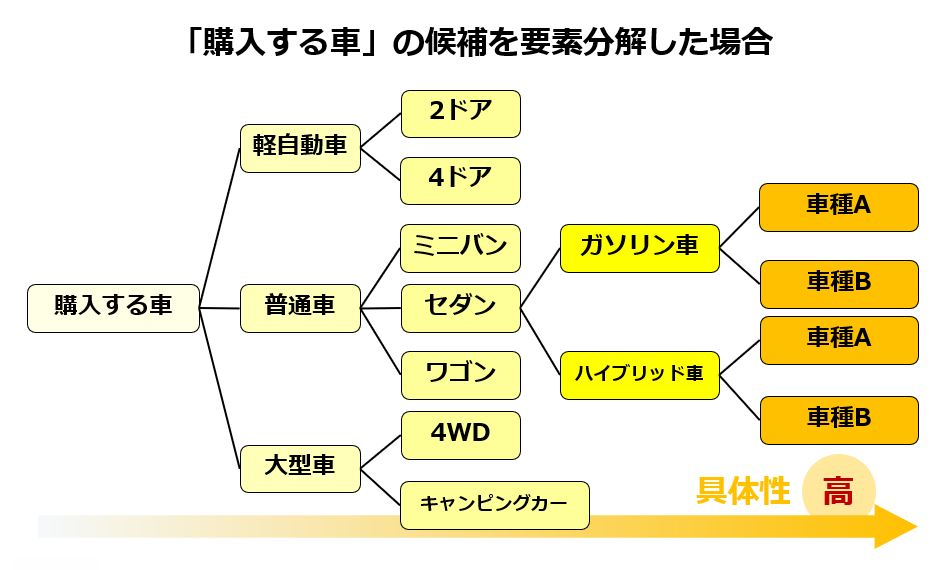 「購入する車」の候補を要素分解した場合
購入する車
軽自動車
2ドア
4ドア
普通車
ミニバン
セダン
ワゴン
ガソリン車
車種A
車種B
ハイブリッド車
車種A
車種B
大型車
4WD
キャンピングカー
具体性 高